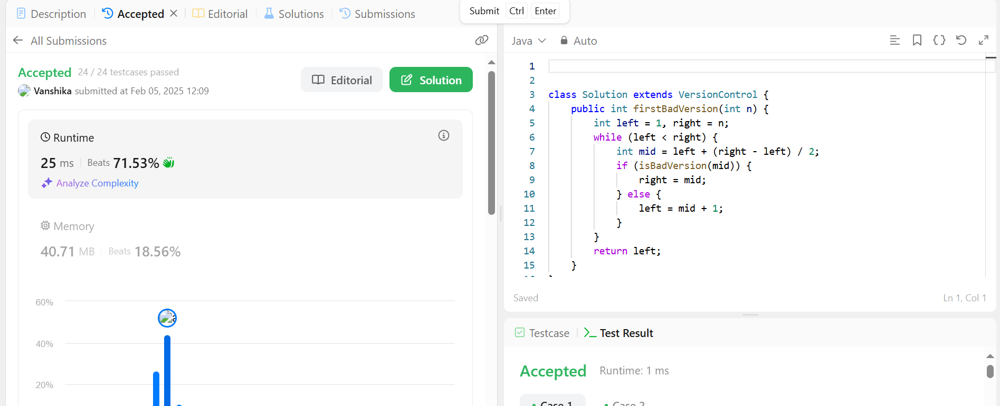 Description Accepted Editorial Solutions Submissions
Submit Ctrl Enter
All Submissions
Accepted 24 / 24 testcases passed
Vanshika submitted at Feb 05, 2025 12:09
Editorial Solution
Runtime
25 ms Beats 71.53%
Analyze Complexity
Memory
40.71 MB Beats 18.56%
60%
40%
20%
Java Auto
1
2
3 class Solution extends VersionControl {
4 public int firstBadVersion(int n) {
5 int left = 1, right = n;
6 while (left < right) {
7 int mid = left + (right - left) / 2;
8 if (isBadVersion(mid)) {
9 right = mid;
10 } else {
11 left = mid + 1;
12 }
13 }
14 return left;
15 }
Saved Ln 1, Col 1
Testcase Test Result
Accepted Runtime: 1 ms
Case 1 Case 2